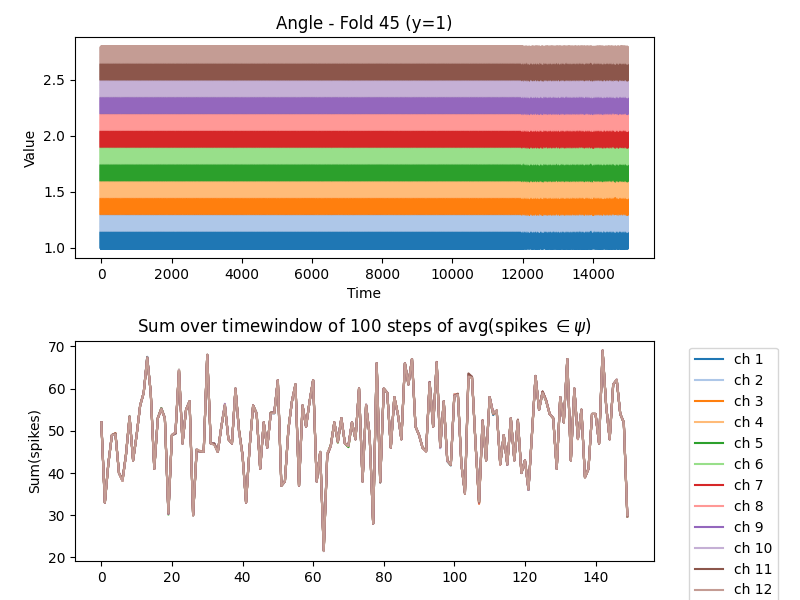 Angle - Fold 45 (y=1)
Value
2.5
2.0
1.5
1.0
0 2000 4000 6000 8000 10000 12000 14000
Time
Sum over timewindow of 100 steps of avg(spikes ∈ ψ)
Sum(spikes)
70
60
50
40
30
20
0 20 40 60 80 100 120 140
ch 1
ch 2
ch 3
ch 4
ch 5
ch 6
ch 7
ch 8
ch 9
ch 10
ch 11
ch 12